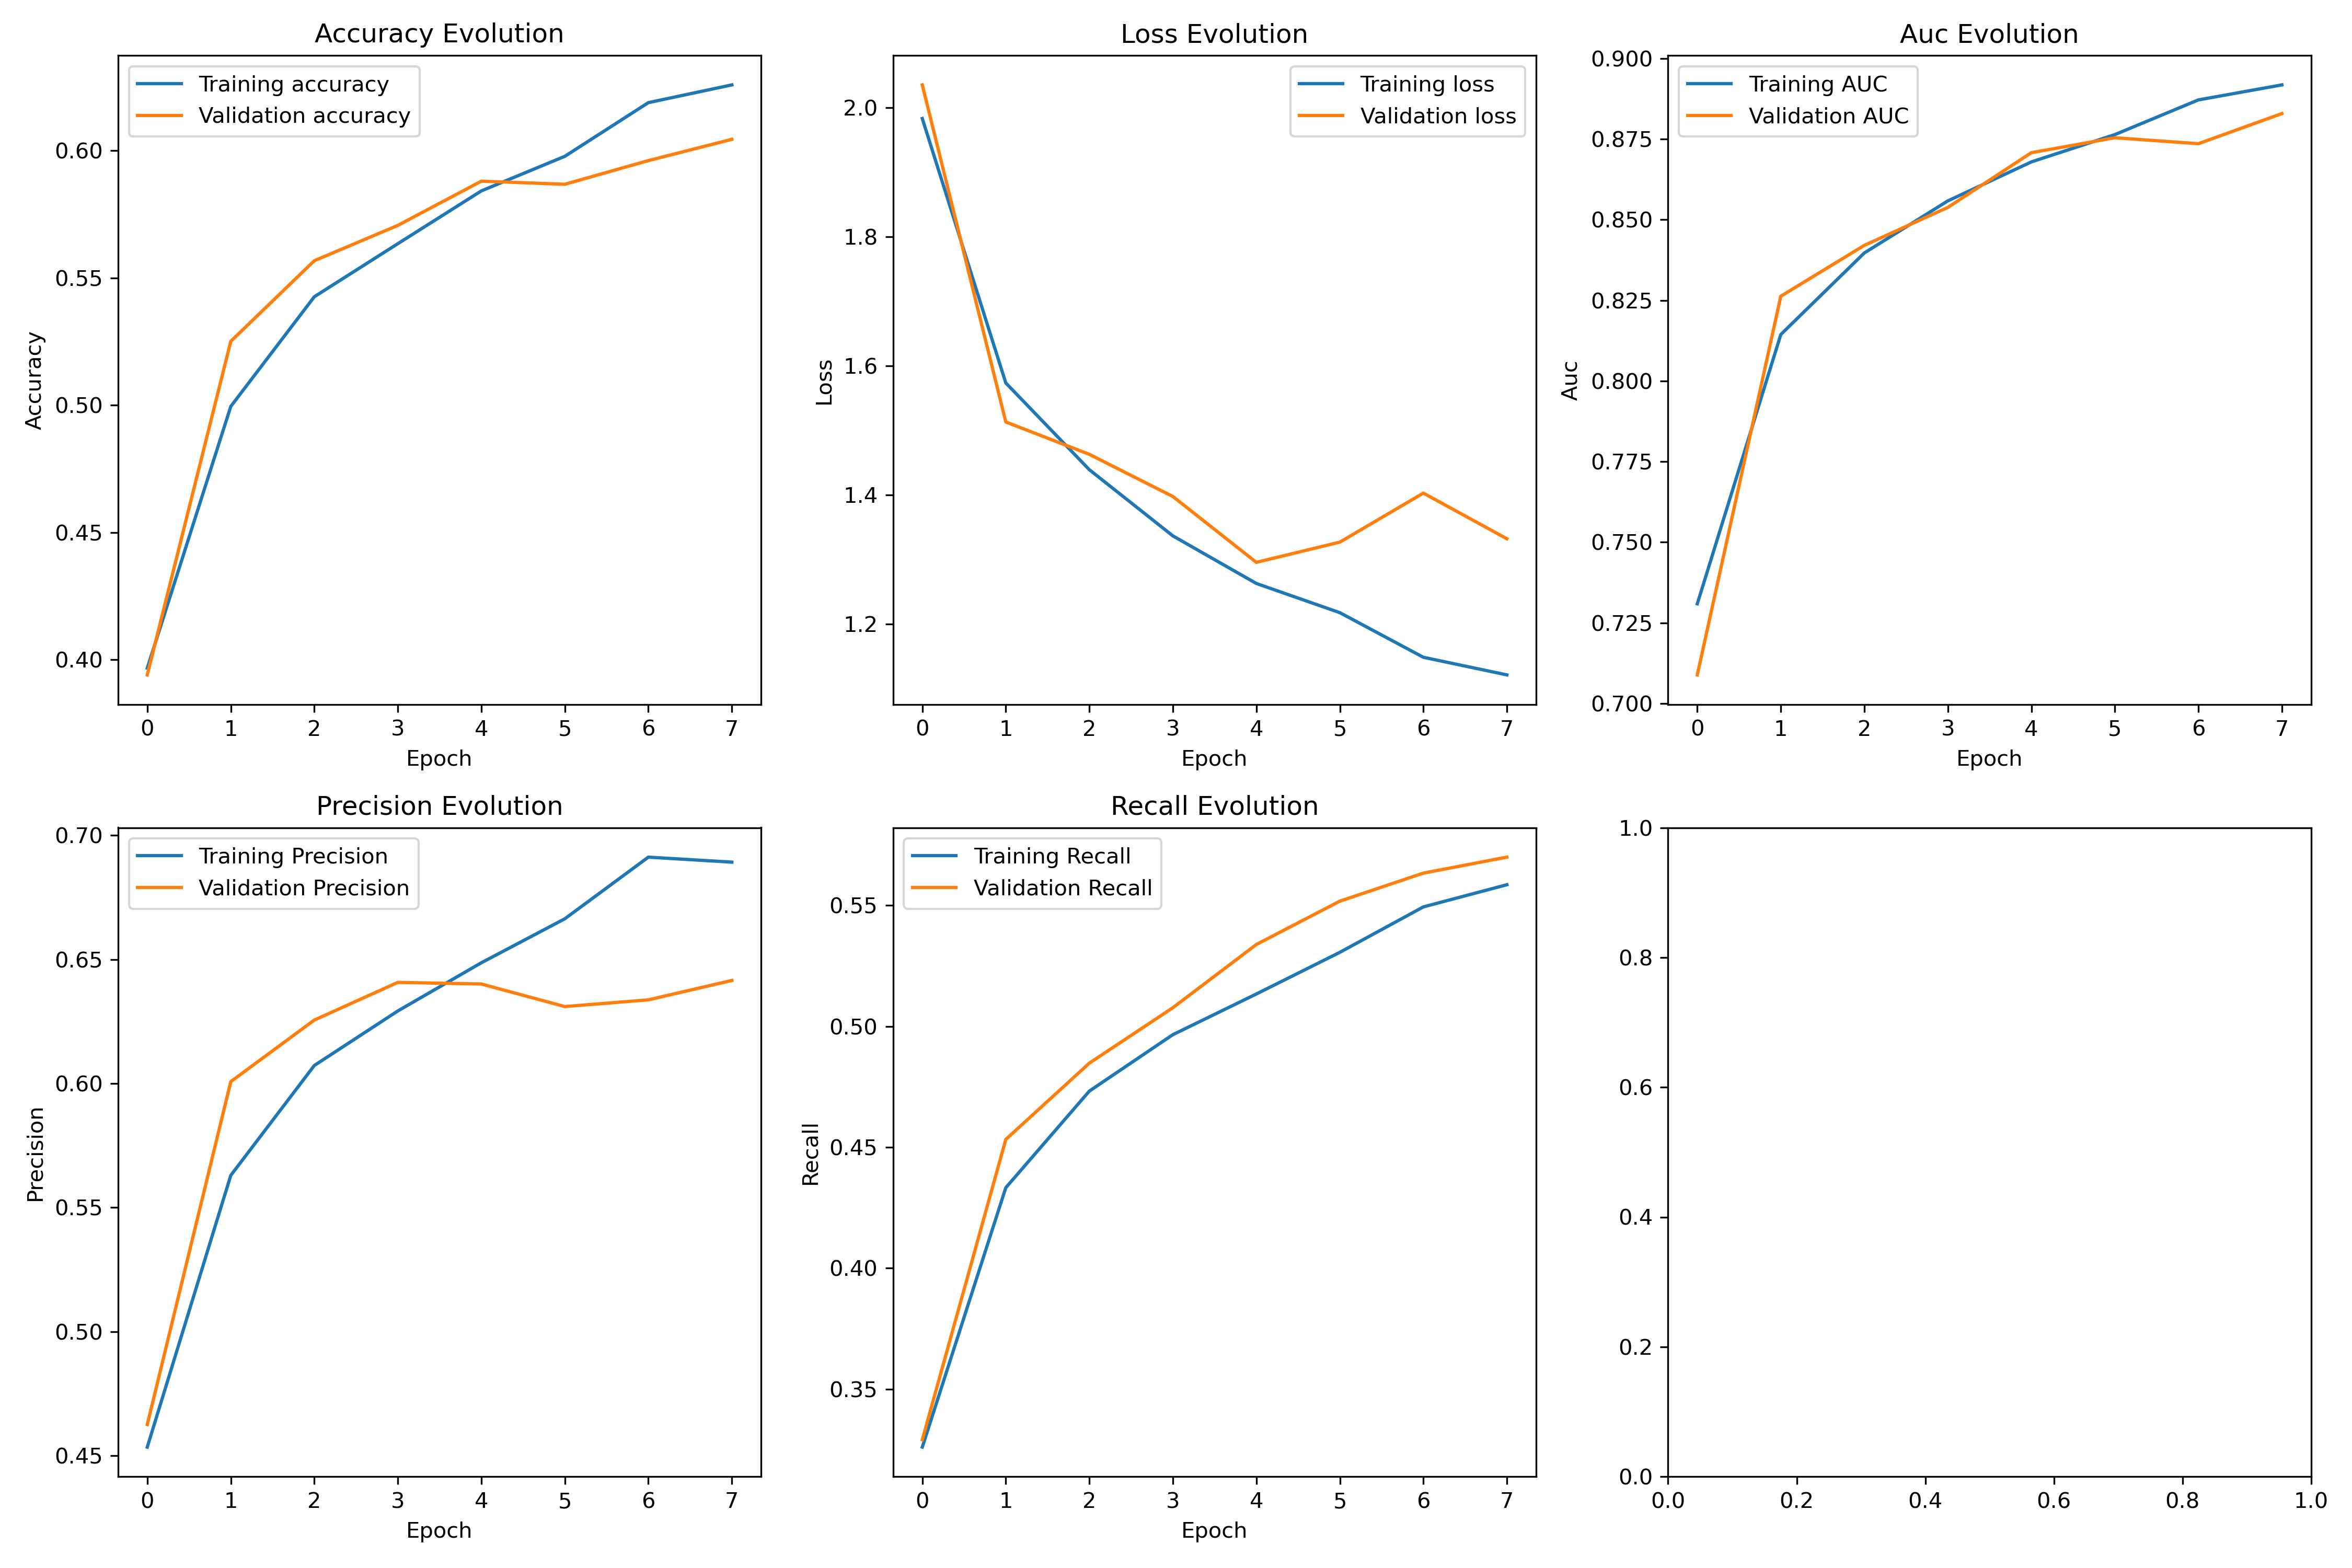 Accuracy Evolution
Training accuracy
Validation accuracy
Accuracy
0.60
0.55
0.50
0.45
0.40
0 1 2 3 4 5 6 7
Epoch
Loss Evolution
Training loss
Validation loss
Loss
2.0
1.8
1.6
1.4
1.2
0 1 2 3 4 5 6 7
Epoch
Auc Evolution
Training AUC
Validation AUC
Auc
0.900
0.875
0.850
0.825
0.800
0.775
0.750
0.725
0.700
0 1 2 3 4 5 6 7
Epoch
Precision Evolution
Training Precision
Validation Precision
Precision
0.70
0.65
0.60
0.55
0.50
0.45
0 1 2 3 4 5 6 7
Epoch
Recall Evolution
Training Recall
Validation Recall
Recall
0.55
0.50
0.45
0.40
0.35
0 1 2 3 4 5 6 7
Epoch
1.0
0.8
0.6
0.4
0.2
0.0
0.0 0.2 0.4 0.6 0.8 1.0